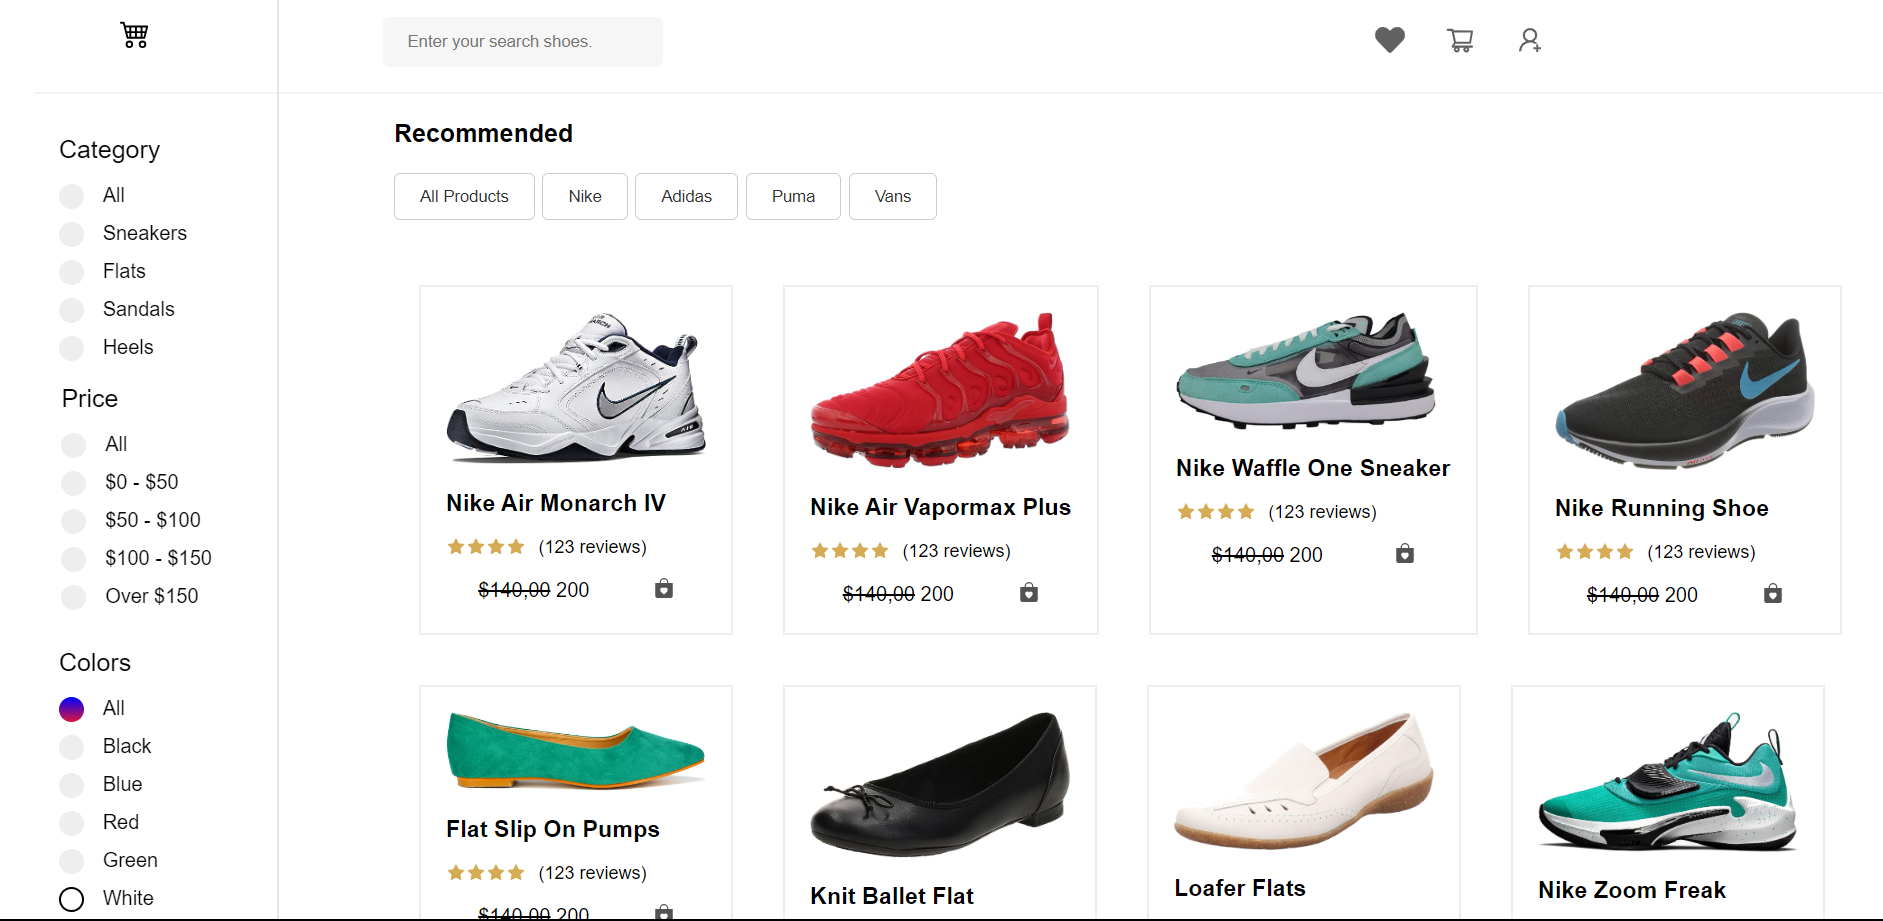 Enter your search shoes.
Category
All
Sneakers
Flats
Sandals
Heels
Price
All
$0 - $50
$50 - $100
$100 - $150
Over $150
Colors
All
Black
Blue
Red
Green
White
Recommended
All Products Nike Adidas Puma Vans
Nike Air Monarch IV
(123 reviews)
$140,00 200
Nike Air Vapormax Plus
(123 reviews)
$140,00 200
Nike Waffle One Sneaker
(123 reviews)
$140,00 200
Nike Running Shoe
(123 reviews)
$140,00 200
Flat Slip On Pumps
(123 reviews)
$140,00 200
Knit Ballet Flat
Loafer Flats
Nike Zoom Freak